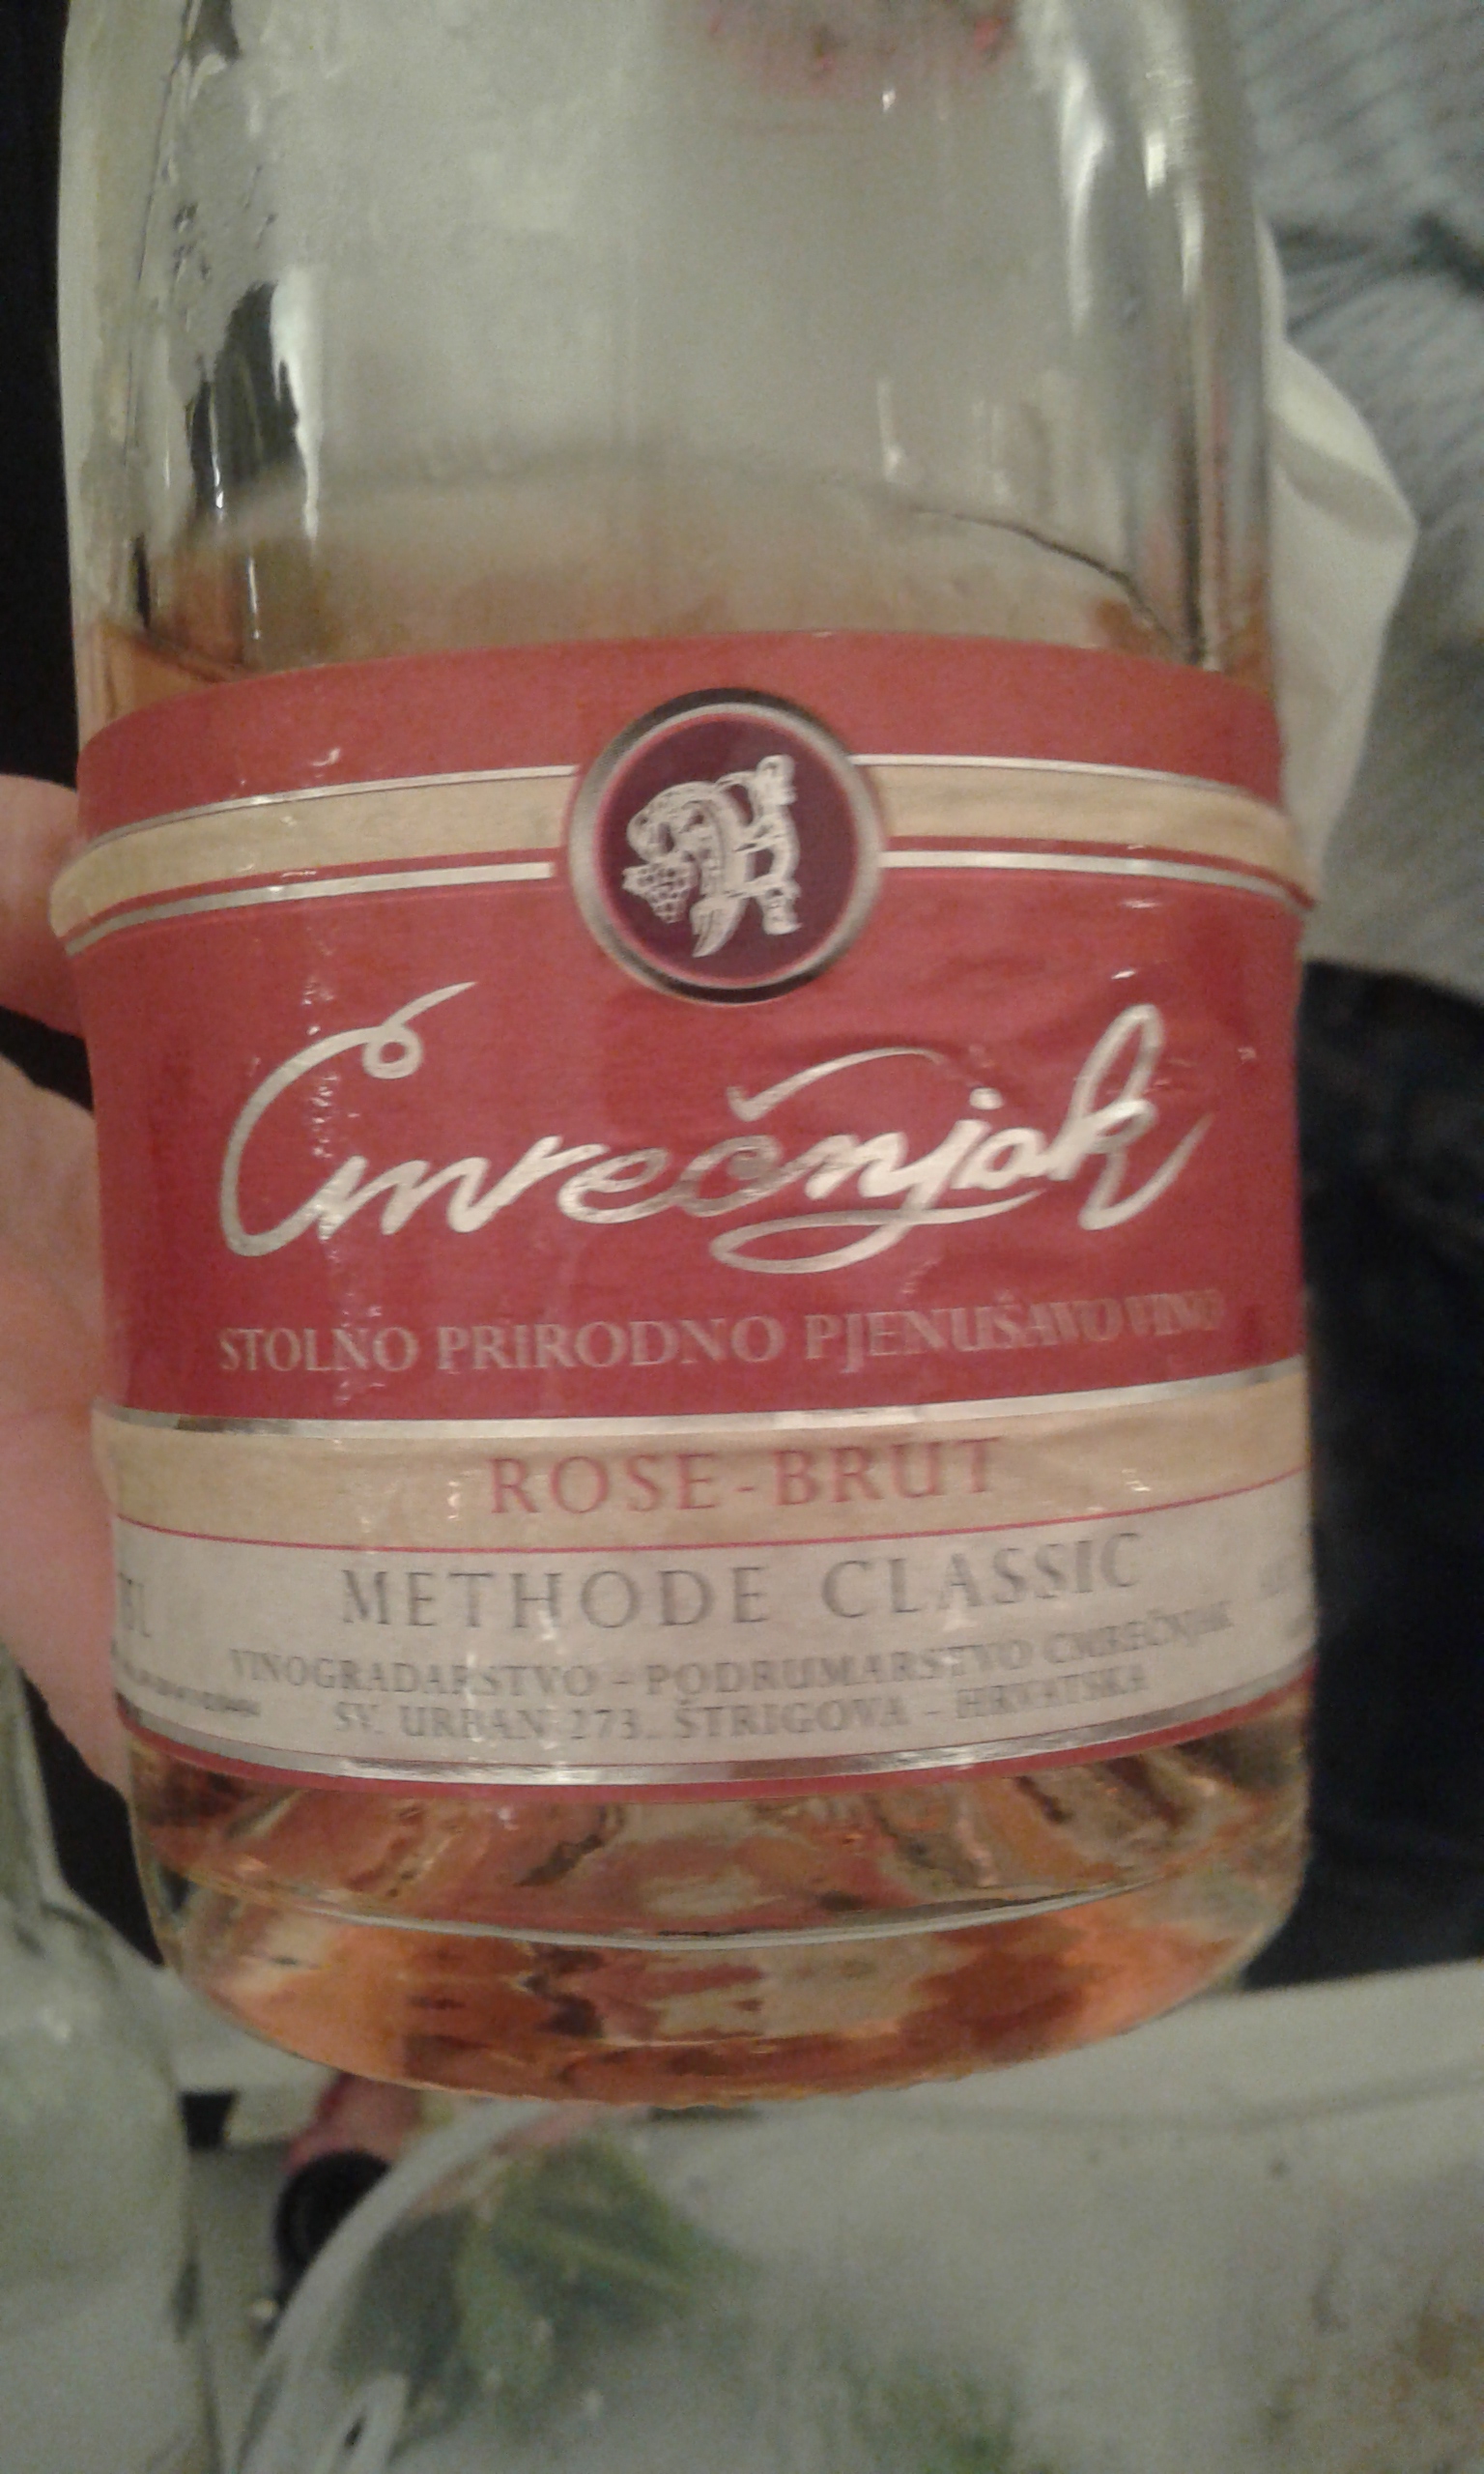 Cmrečnjak
STOLNO PRIRODNO PJENUŠAVO VINO
ROSE-BRUT
METHODE CLASSIC
VINOGRADARSTVO - PODRUMARSTVO CMREČNJAK
SV. URBAN 273., ŠTRIGOVA - HRVATSKA